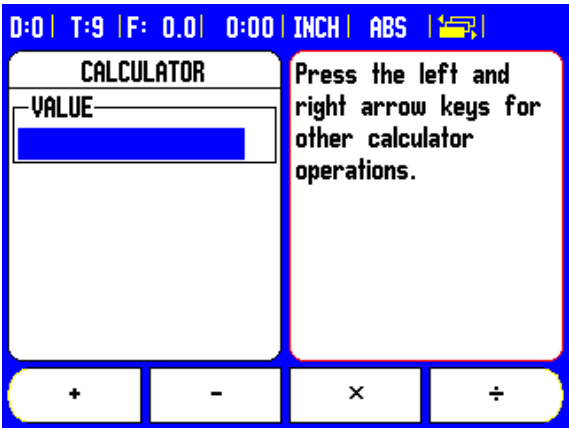 D:0 | T:9 | F: 0.0 | 0:00 | INCH | ABS
CALCULATOR
VALUE
Press the left and
right arrow keys for
other calculator
operations.
+ - × ÷